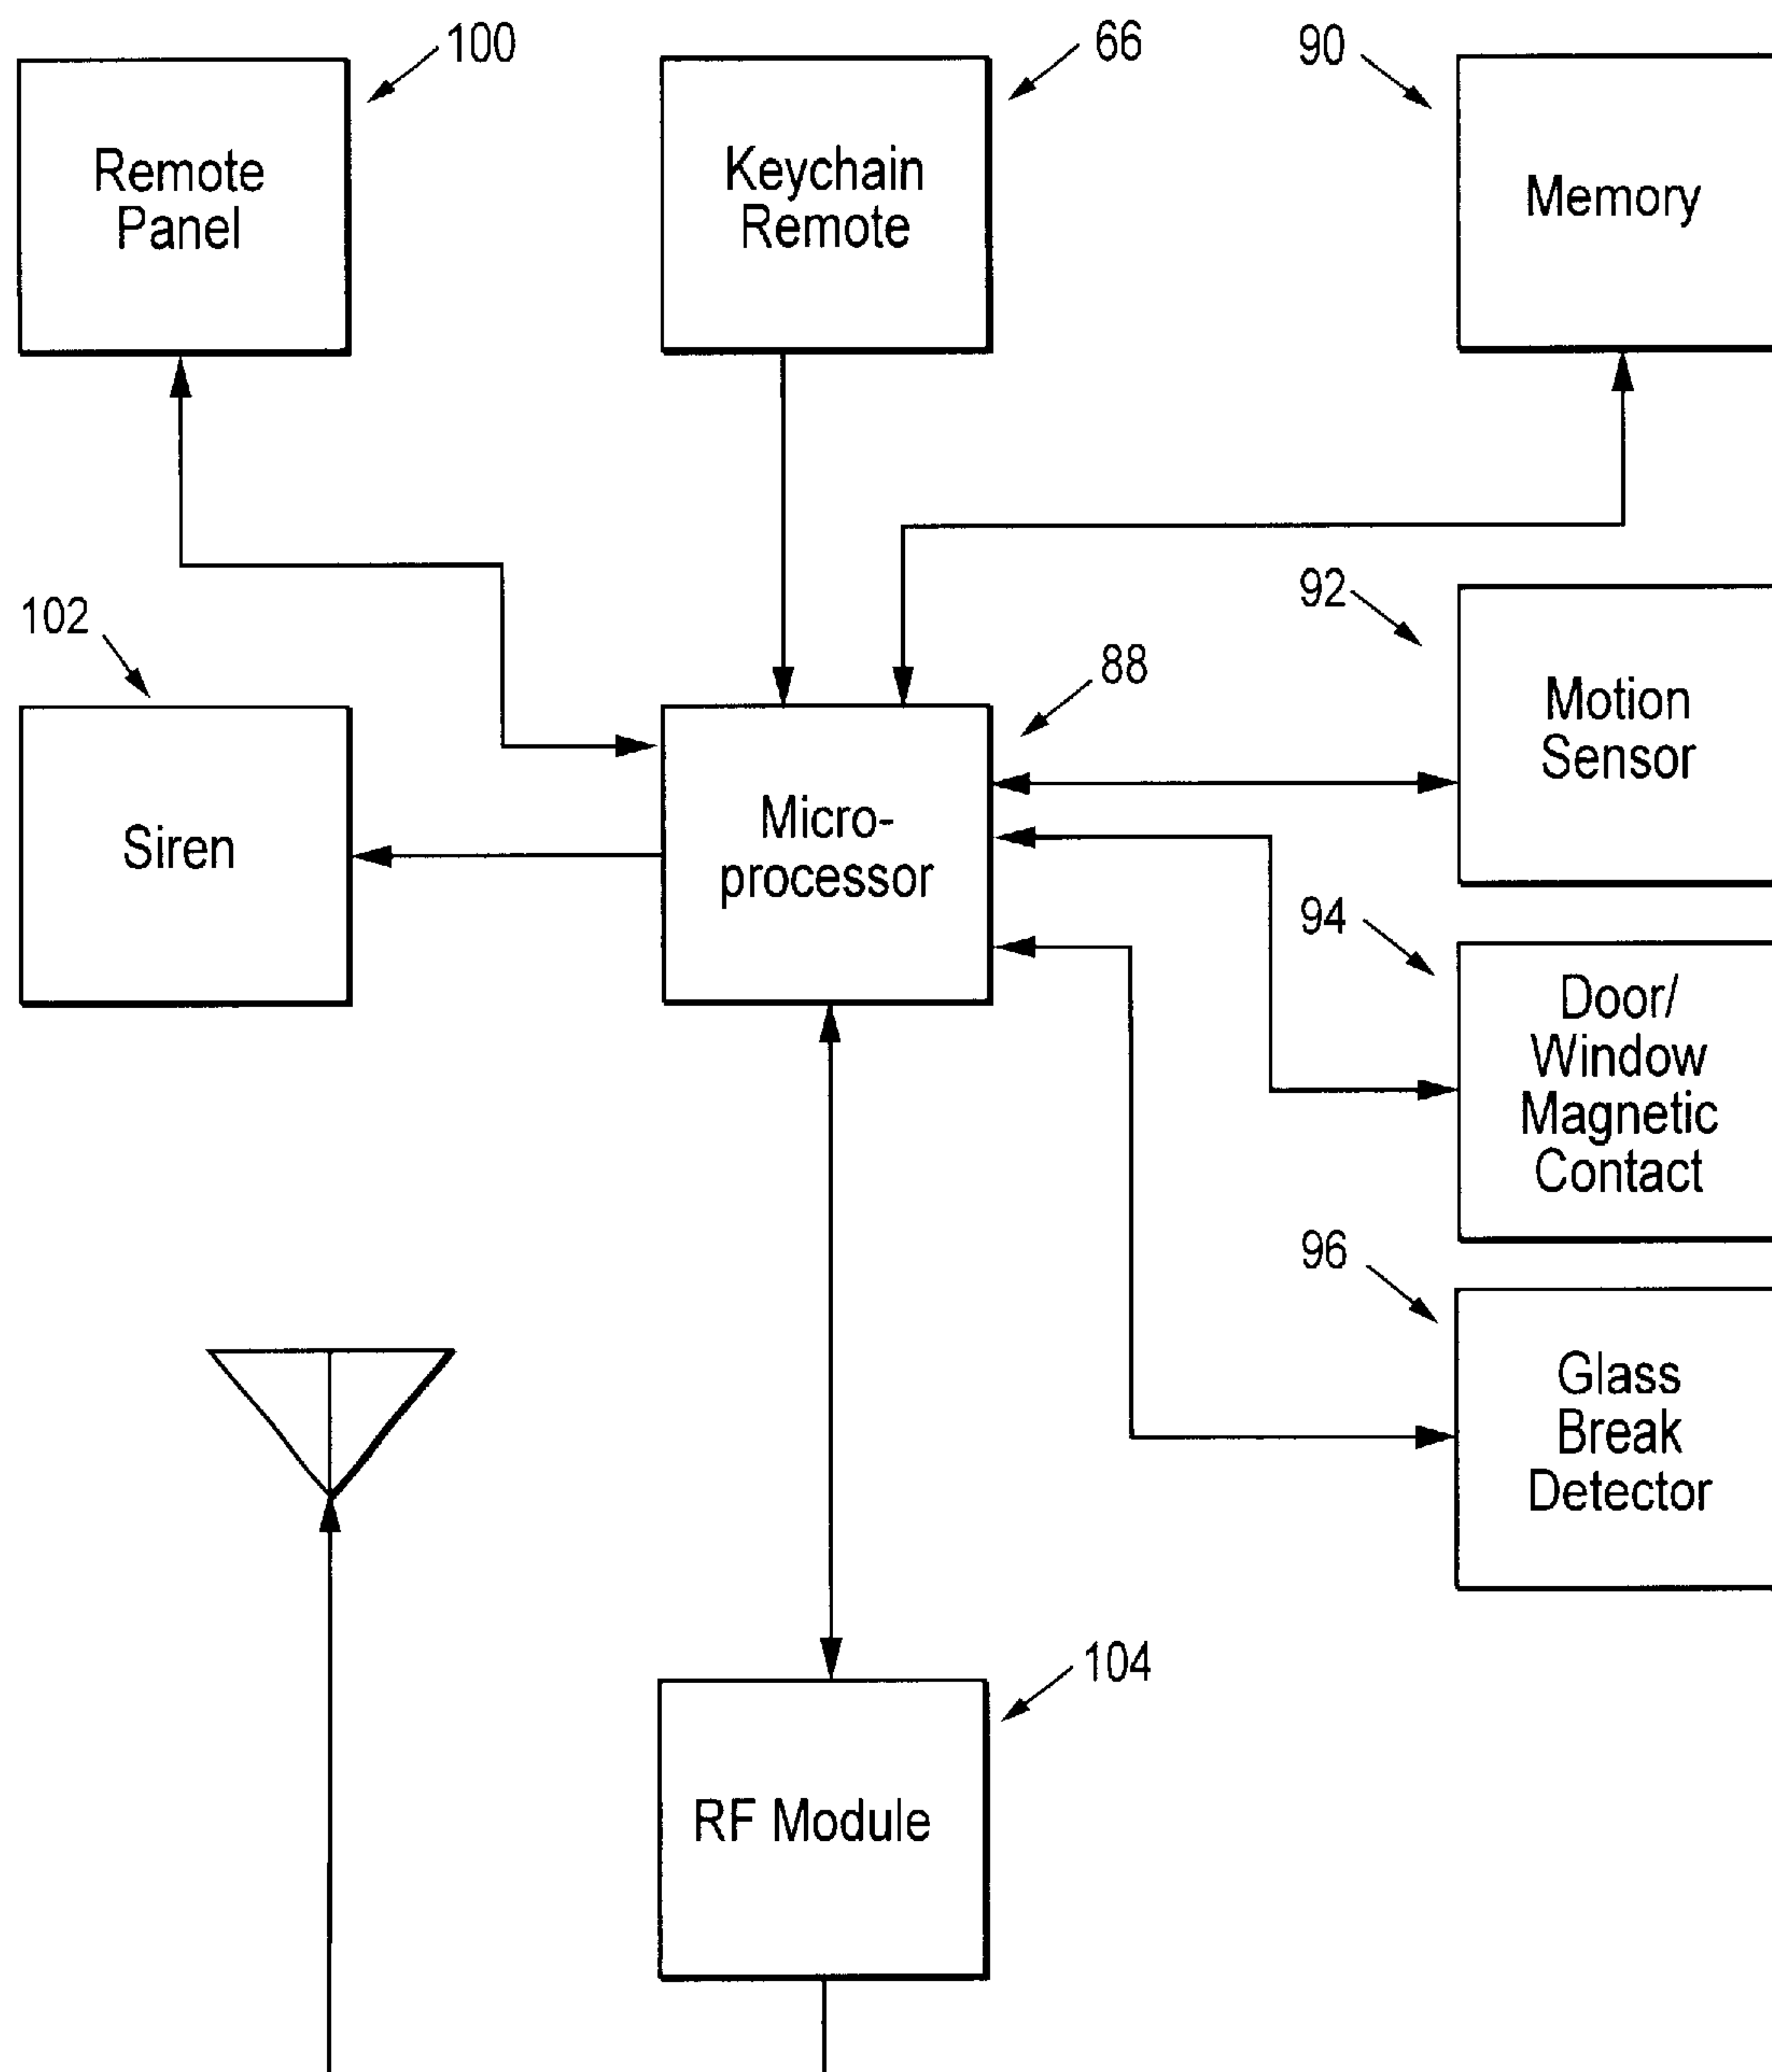 100
66
90
Remote
Panel
Keychain
Remote
Memory
92
102
88
Motion
Sensor
Siren
Micro-
processor
94
Door/
Window
Magnetic
Contact
96
Glass
Break
Detector
104
RF Module